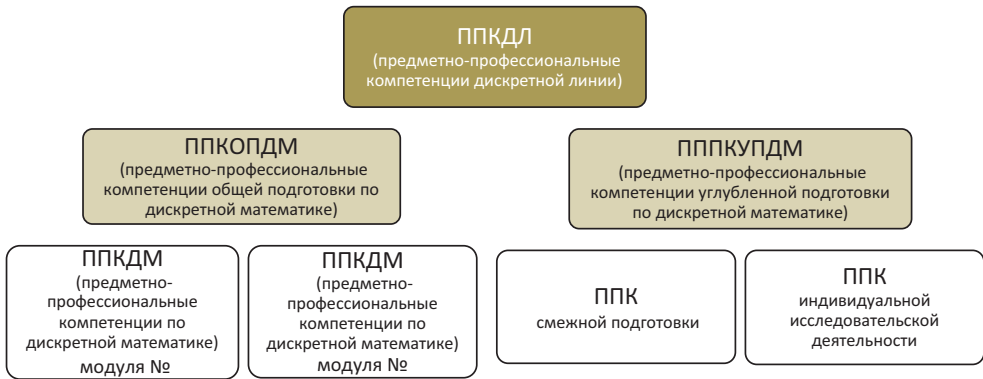 ППКДЛ
(предметно-профессиональные
компетенции дискретной линии)
ППКОПДМ
(предметно-профессиональные
компетенции общей подготовки по
дискретной математике)
ПППКУПДМ
(предметно-профессиональные
компетенции углубленной подготовки
по дискретной математике)
ППКДМ
(предметно-
профессиональные
компетенции по
дискретной математике)
модуля №
ППКДМ
(предметно-
профессиональные
компетенции по
дискретной математике)
модуля №
ППК
смежной подготовки
ППК
индивидуальной
исследовательской
деятельности